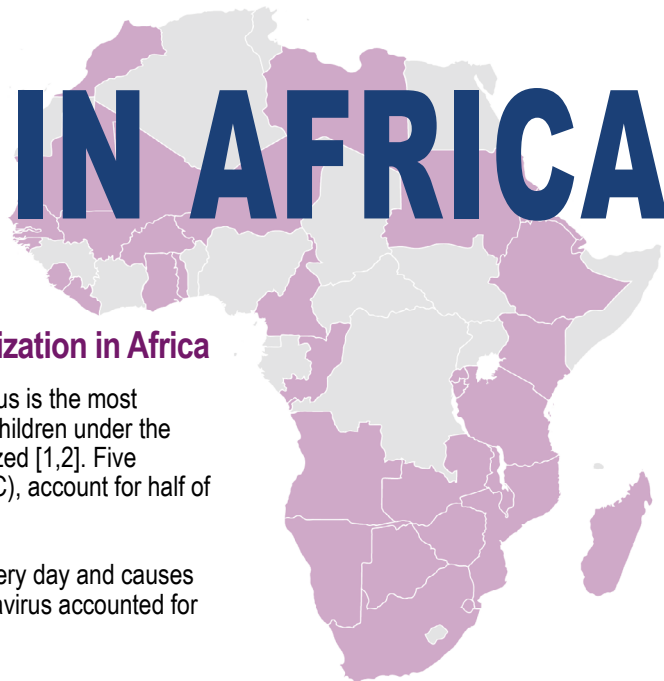 IN AFRICA
ization in Africa
us is the most
children under the
zed [1,2]. Five
C), account for half of
ery day and causes
avirus accounted for